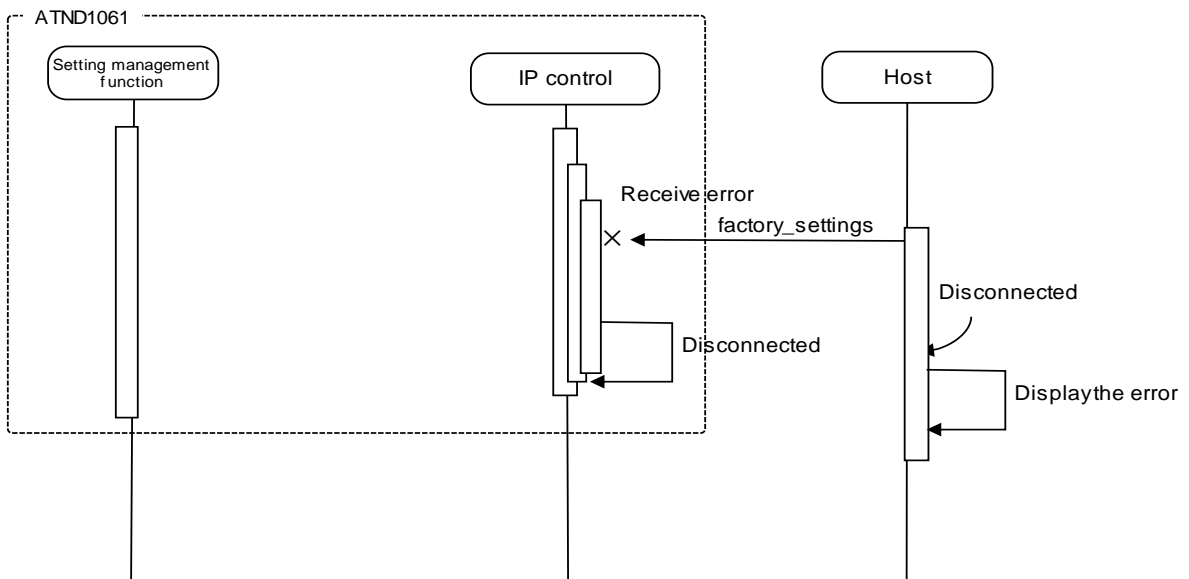 ATND1061
Setting management
function
IP control
Host
Receive error
factory_settings
Disconnected
Disconnected
Displaythe error